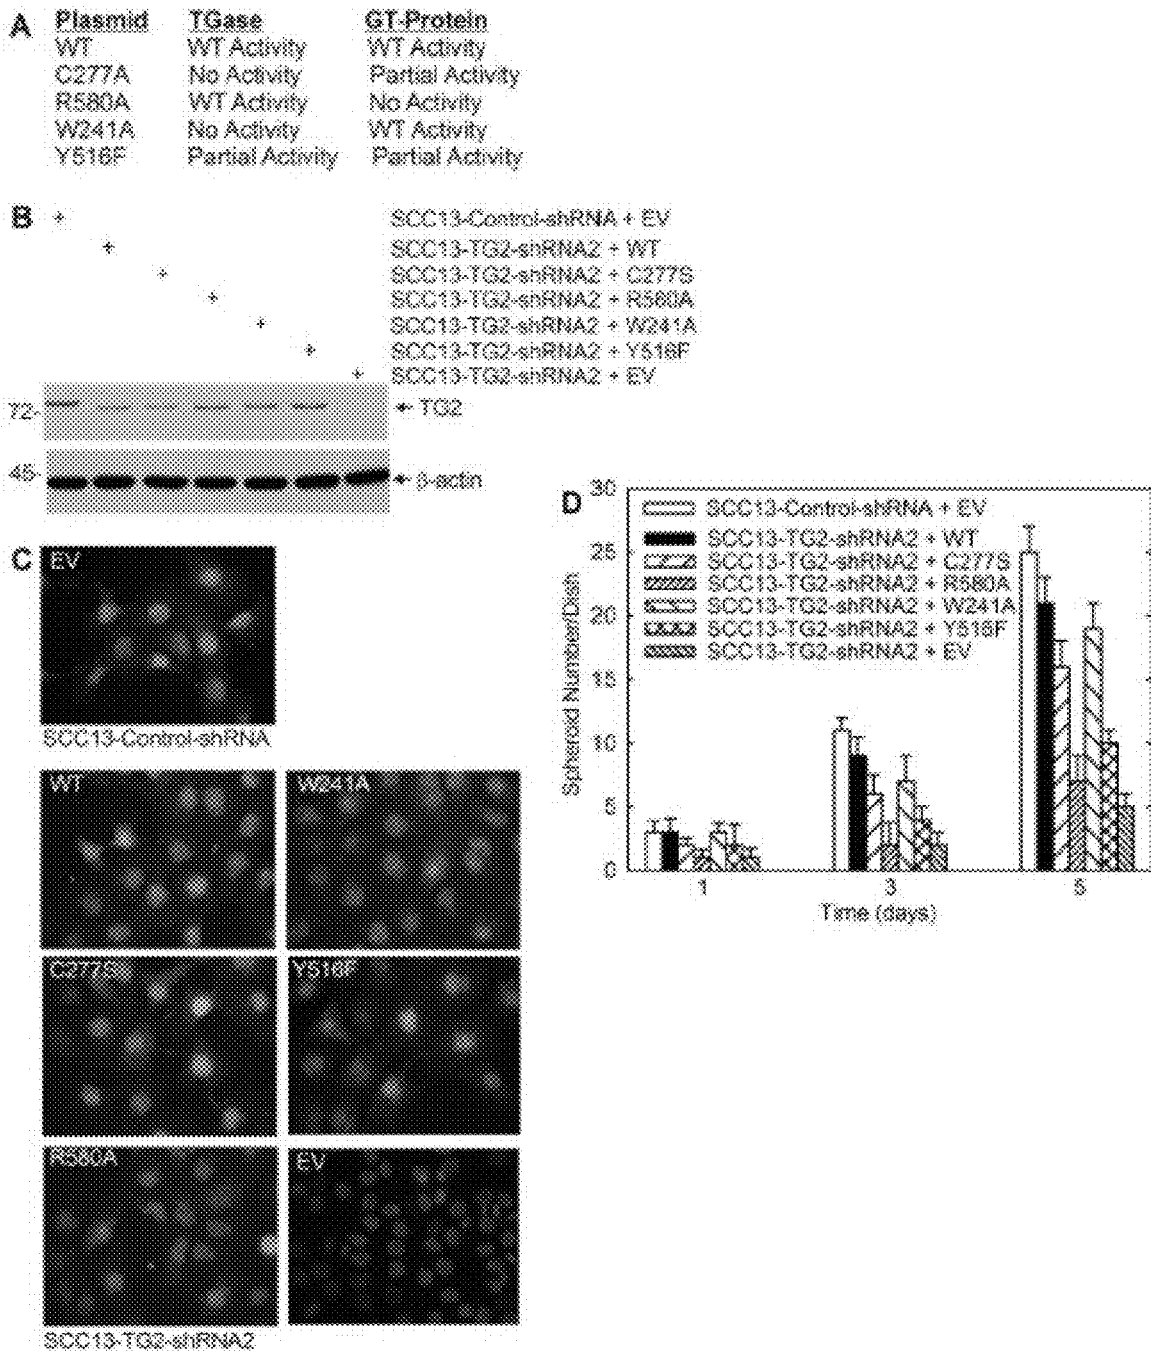 A Plasmid TGase GT-Protein
WT WT Activity WT Activity
C277A No Activity Partial Activity
R580A WT Activity No Activity
W241A No Activity WT Activity
Y516F Partial Activity Partial Activity
B + SCC13-Control-shRNA + EV
+ SCC13-TG2-shRNA2 + WT
+ SCC13-TG2-shRNA2 + C277S
+ SCC13-TG2-shRNA2 + R580A
+ SCC13-TG2-shRNA2 + W241A
+ SCC13-TG2-shRNA2 + Y516F
+ SCC13-TG2-shRNA2 + EV
72- ← TG2
45- ← β-actin
C EV
SCC13-Control-shRNA
WT W241A
C277S Y516F
R580A EV
SCC13-TG2-shRNA2
D
SCC13-Control-shRNA + EV
SCC13-TG2-shRNA2 + WT
SCC13-TG2-shRNA2 + C277S
SCC13-TG2-shRNA2 + R580A
SCC13-TG2-shRNA2 + W241A
SCC13-TG2-shRNA2 + Y516F
SCC13-TG2-shRNA2 + EV
Spheroid Number/Dish
30
25
20
15
10
5
0
1 3 5
Time (days)